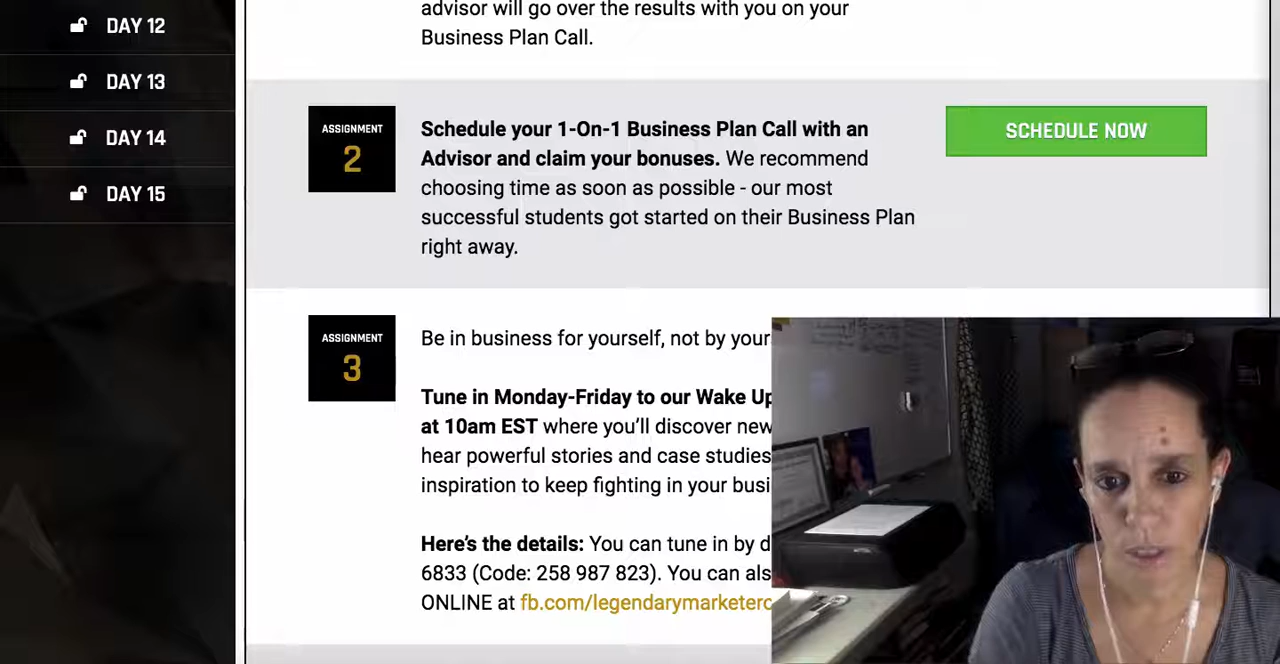 DAY 12
DAY 13
DAY 14
DAY 15
advisor will go over the results with you on your
Business Plan Call.
ASSIGNMENT
2
Schedule your 1-On-1 Business Plan Call with an
Advisor and claim your bonuses. We recommend
choosing time as soon as possible - our most
successful students got started on their Business Plan
right away.
SCHEDULE NOW
ASSIGNMENT
3
Be in business for yourself, not by your
Tune in Monday-Friday to our Wake Up
at 10am EST where you’ll discover new
hear powerful stories and case studies
inspiration to keep fighting in your busi
Here’s the details: You can tune in by d
6833 (Code: 258 987 823). You can als
ONLINE at fb.com/legendarymarketerc